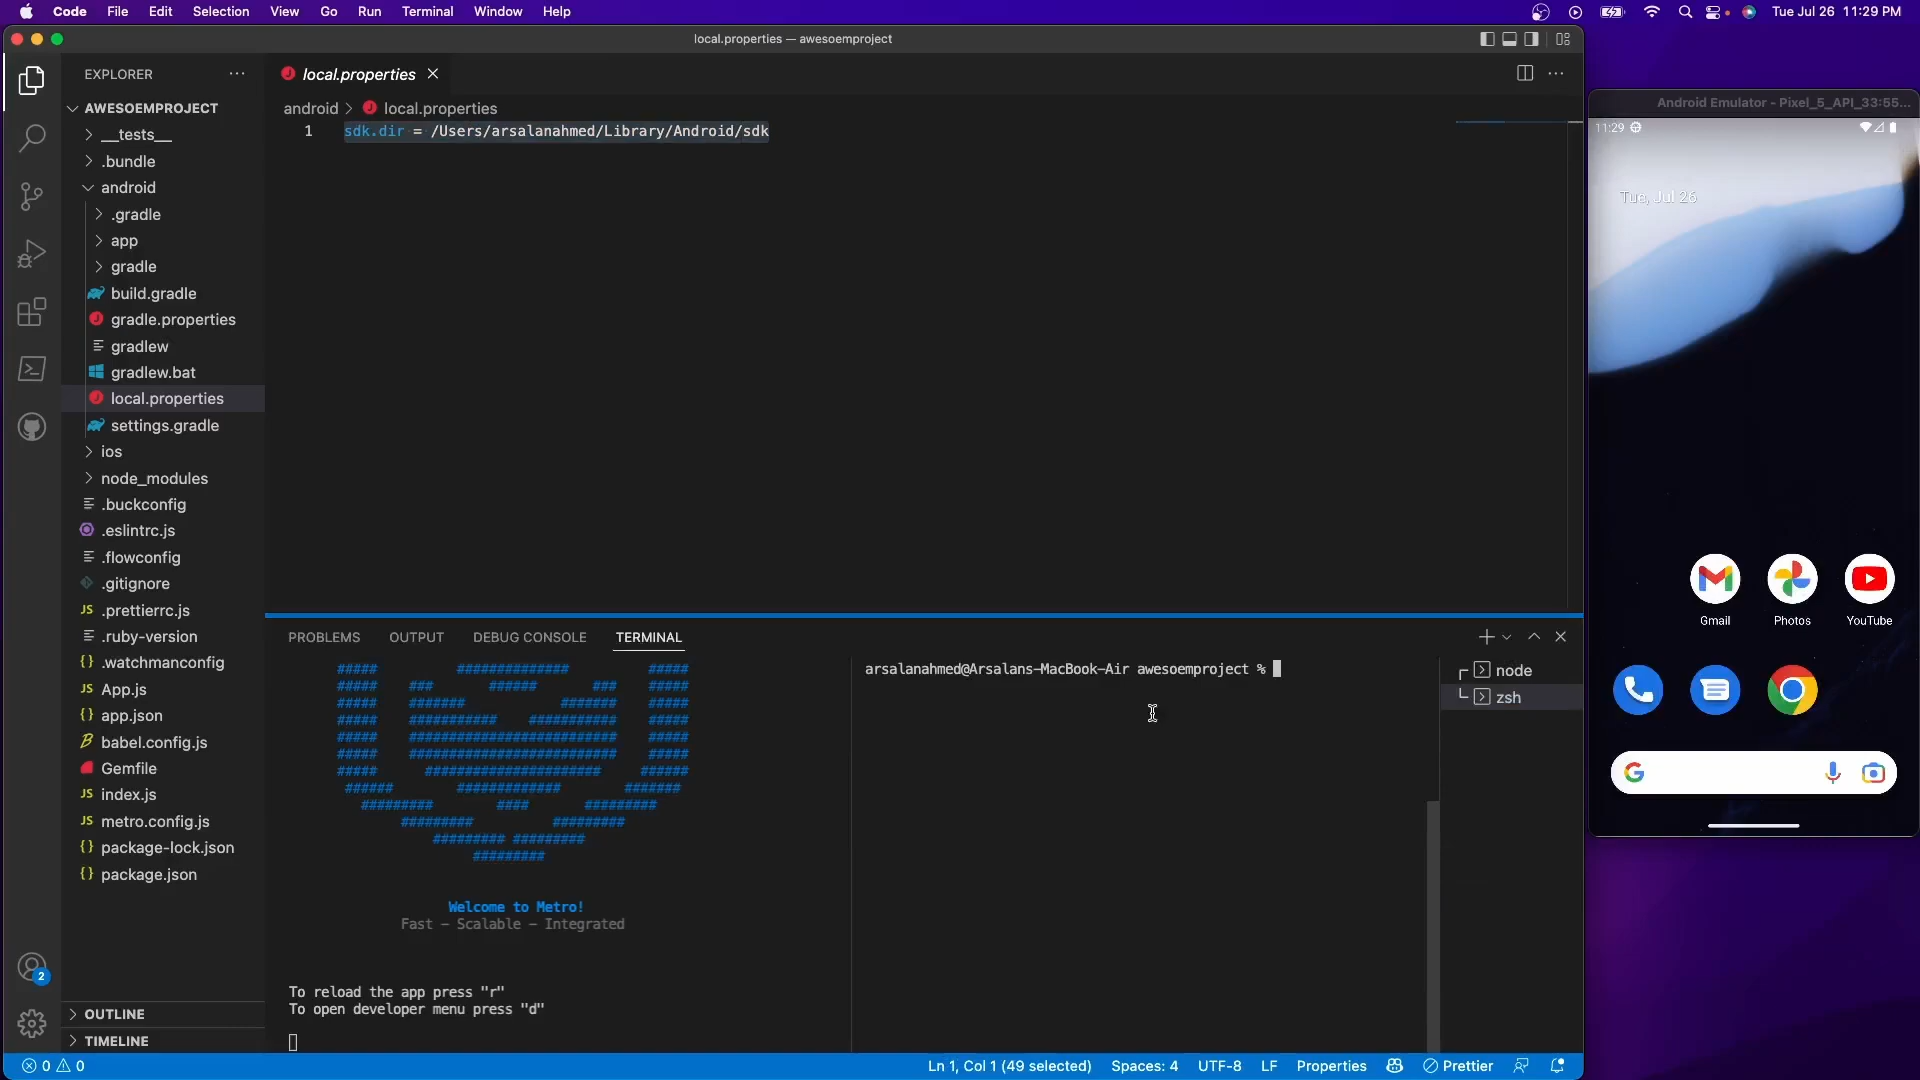 Code File Edit Selection View Go Run Terminal Window Help
Tue Jul 26 11:29 PM
local.properties — awesoemproject
EXPLORER
AWESOEMPROJECT
__tests__
.bundle
android
.gradle
app
gradle
build.gradle
gradle.properties
gradlew
gradlew.bat
local.properties
settings.gradle
ios
node_modules
.buckconfig
.eslintrc.js
.flowconfig
.gitignore
JS .prettierrc.js
.ruby-version
{} .watchmanconfig
JS App.js
{} app.json
babel.config.js
Gemfile
JS index.js
JS metro.config.js
{} package-lock.json
{} package.json
OUTLINE
TIMELINE
2
local.properties
android > local.properties
1 sdk.dir = /Users/arsalanahmed/Library/Android/sdk
PROBLEMS OUTPUT DEBUG CONSOLE TERMINAL
Welcome to Metro!
Fast – Scalable – Integrated
To reload the app press "r"
To open developer menu press "d"
arsalanahmed@Arsalans-MacBook-Air awesoemproject %
node
zsh
0 0
Ln 1, Col 1 (49 selected) Spaces: 4 UTF-8 LF Properties Prettier
Android Emulator - Pixel_5_API_33:55...
11:29
Tue, Jul 26
Gmail Photos YouTube